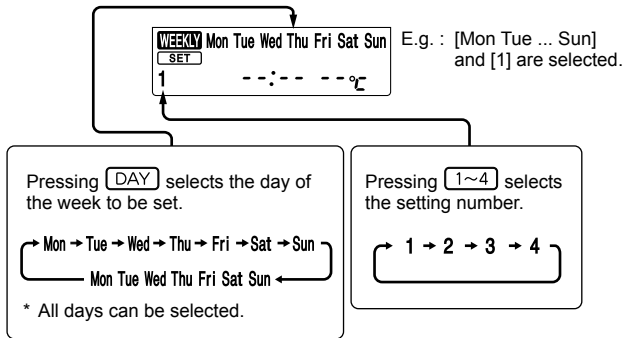 WEEKLY Mon Tue Wed Thu Fri Sat Sun
SET
1 --:-- --°C
E.g. : [Mon Tue ... Sun]
and [1] are selected.
Pressing DAY selects the day of
the week to be set.
Mon → Tue → Wed → Thu → Fri → Sat → Sun
Mon Tue Wed Thu Fri Sat Sun ←
* All days can be selected.
Pressing 1~4 selects
the setting number.
1 → 2 → 3 → 4